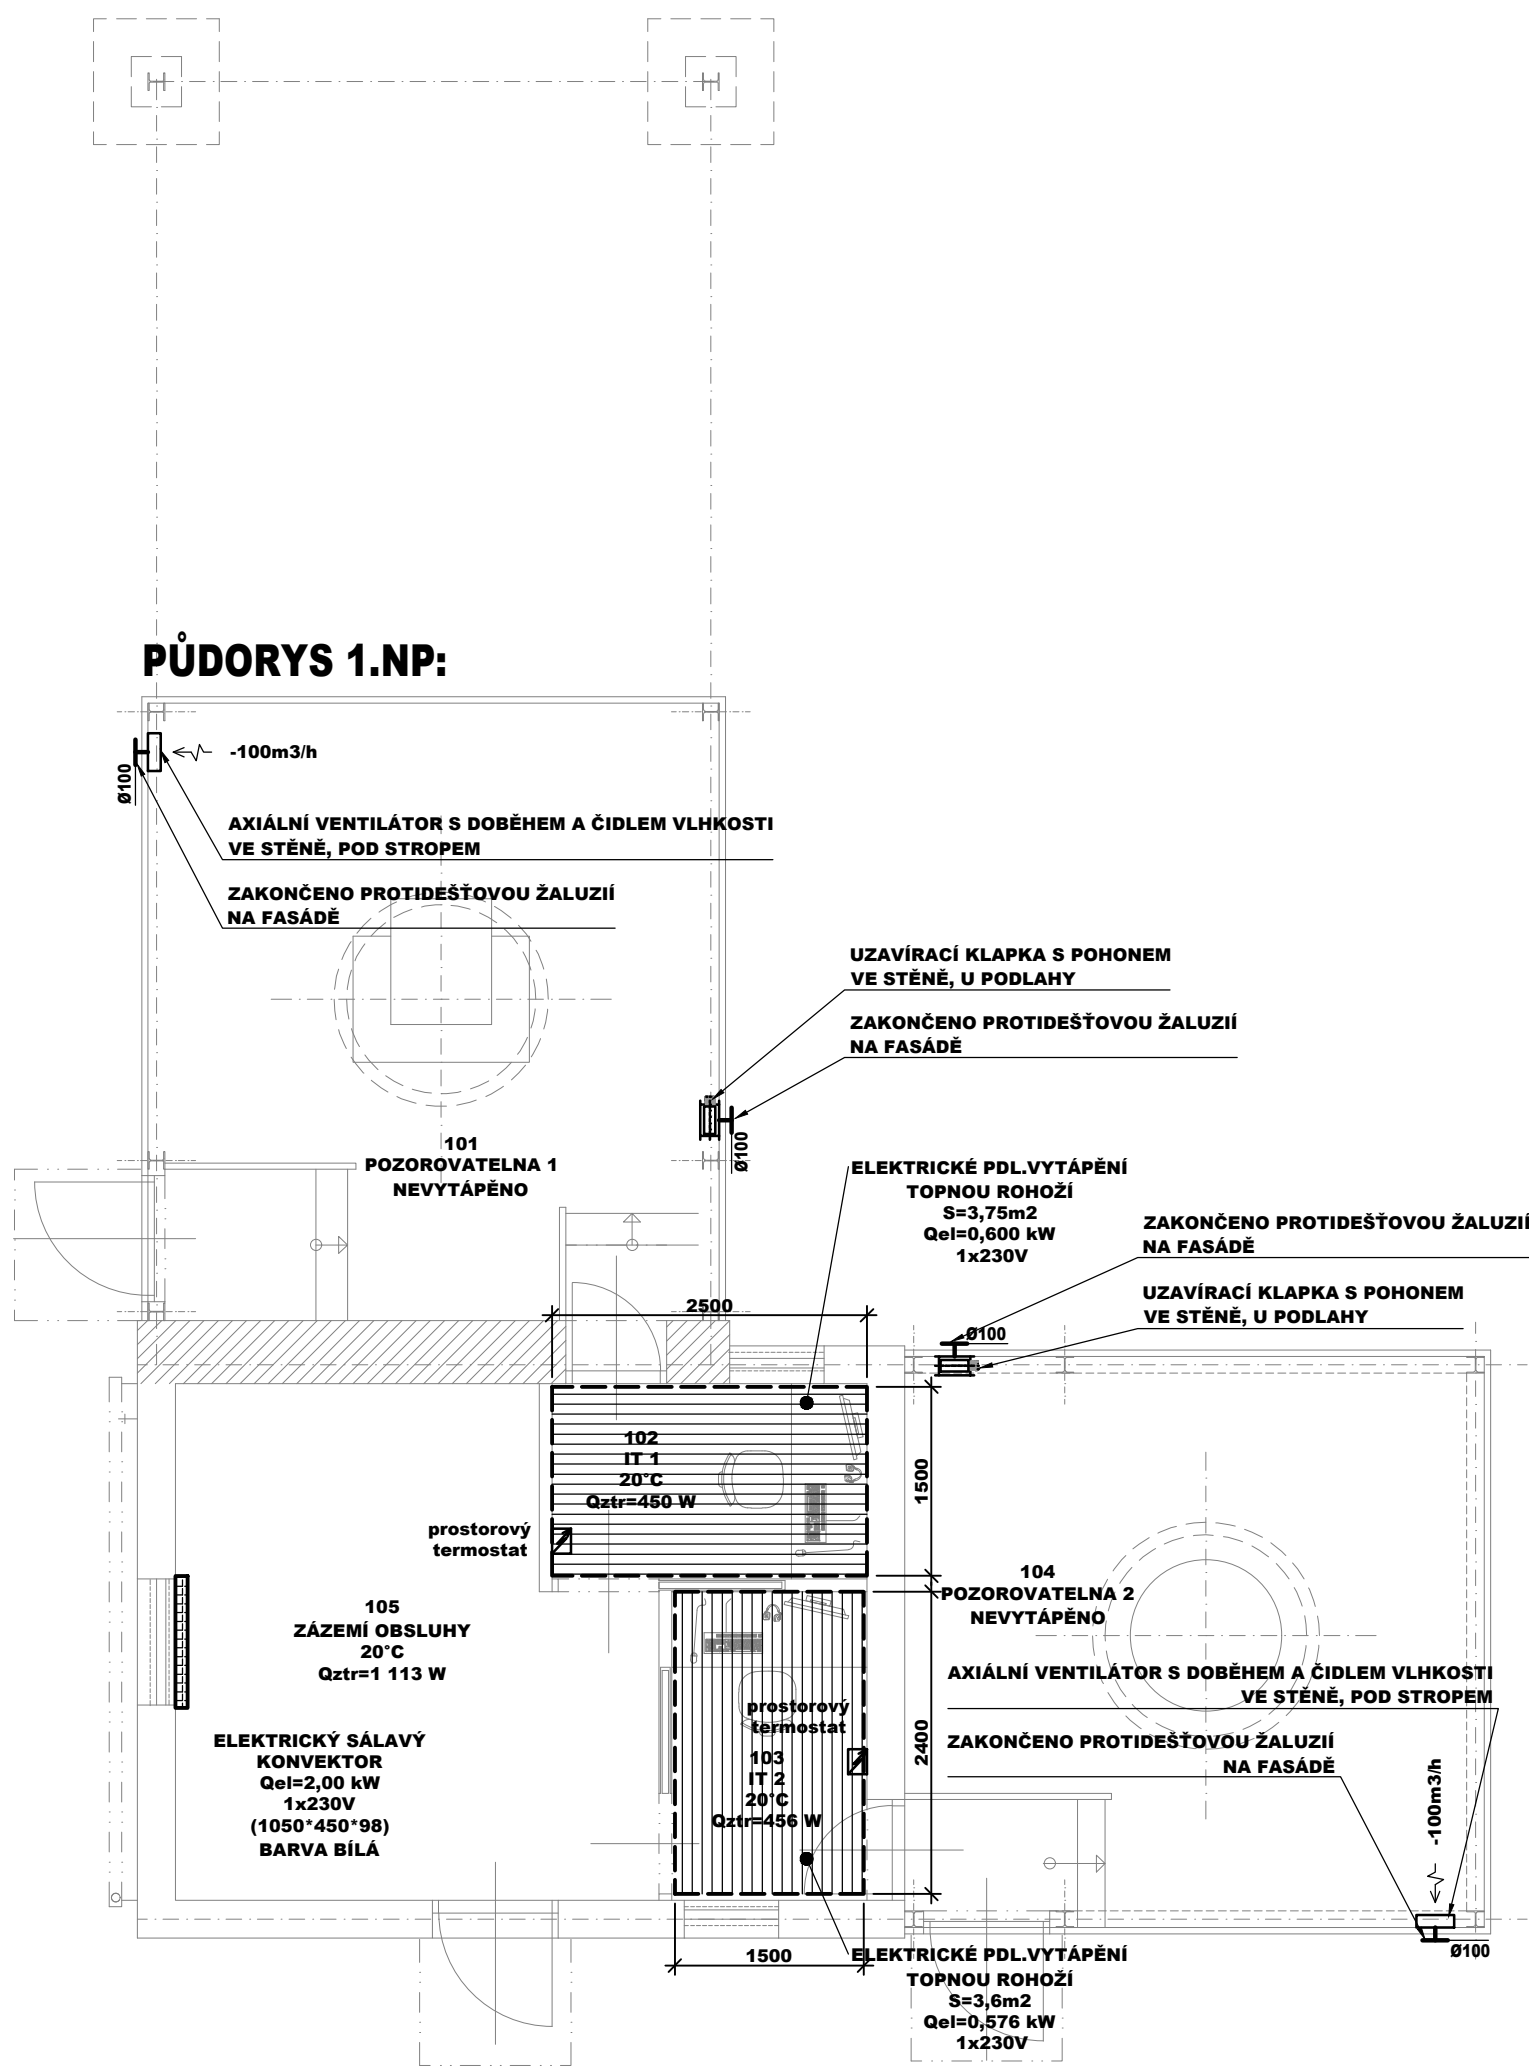 PŮDORYS 1.NP:
-100m3/h
Ø100
AXIÁLNÍ VENTILÁTOR S DOBĚHEM A ČIDLEM VLHKOSTI
VE STĚNĚ, POD STROPEM
ZAKONČENO PROTIDEŠŤOVOU ŽALUZIÍ
NA FASÁDĚ
UZAVÍRACÍ KLAPKA S POHONEM
VE STĚNĚ, U PODLAHY
ZAKONČENO PROTIDEŠŤOVOU ŽALUZIÍ
NA FASÁDĚ
Ø100
101
POZOROVATELNA 1
NEVYTÁPĚNO
ELEKTRICKÉ PDL.VYTÁPĚNÍ
TOPNOU ROHOŽÍ
S=3,75m2
Qel=0,600 kW
1x230V
ZAKONČENO PROTIDEŠŤOVOU ŽALUZIÍ
NA FASÁDĚ
UZAVÍRACÍ KLAPKA S POHONEM
VE STĚNĚ, U PODLAHY
2500
Ø100
102
IT 1
20°C
Qztr=450 W
1500
prostorový
termostat
104
POZOROVATELNA 2
NEVYTÁPĚNO
105
ZÁZEMÍ OBSLUHY
20°C
Qztr=1 113 W
AXIÁLNÍ VENTILÁTOR S DOBĚHEM A ČIDLEM VLHKOSTI
VE STĚNĚ, POD STROPEM
prostorový
termostat
2400
ELEKTRICKÝ SÁLAVÝ
KONVEKTOR
Qel=2,00 kW
1x230V
(1050*450*98)
BARVA BÍLÁ
103
IT 2
20°C
Qztr=456 W
ZAKONČENO PROTIDEŠŤOVOU ŽALUZIÍ
NA FASÁDĚ
-100m3/h
Ø100
1500
ELEKTRICKÉ PDL.VYTÁPĚNÍ
TOPNOU ROHOŽÍ
S=3,6m2
Qel=0,576 kW
1x230V